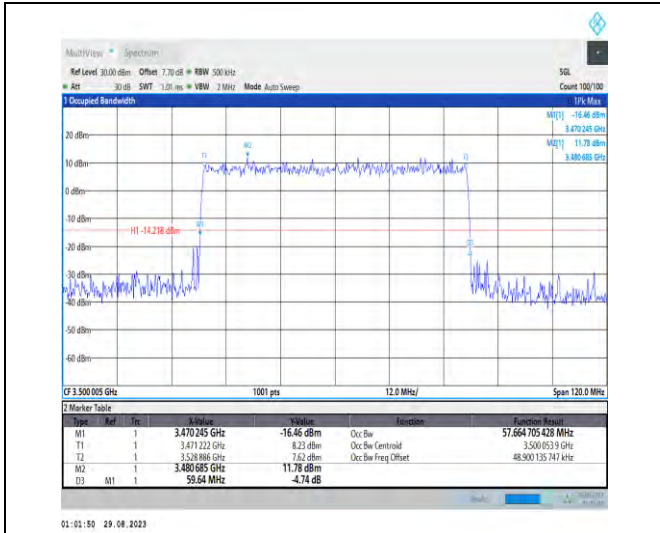 MultiView Spectrum
Ref Level 30.00 dBm Offset 7.70 dB RBW 500 kHz SGL
Att 30 dB SWT 1.01 ms VBW 2 MHz Mode Auto Sweep Count 100/100
1 Occupied Bandwidth 1Pk Max
M1[1] -16.46 dBm
3.470 245 GHz
M2[1] 11.78 dBm
3.480 685 GHz
20 dBm
T1 M2 T2
10 dBm
0 dBm
-10 dBm
M1
H1 -14.218 dBm
-20 dBm
D3
-30 dBm
-40 dBm
-50 dBm
-60 dBm
CF 3.500 005 GHz 1001 pts 12.0 MHz/ Span 120.0 MHz
2 Marker Table
Type Ref Trc X-Value Y-Value Function Function Result
M1 1 3.470 245 GHz -16.46 dBm Occ Bw 57.664 705 428 MHz
T1 1 3.471 222 GHz 8.23 dBm Occ Bw Centroid 3.500 053 9 GHz
T2 1 3.528 886 GHz 7.62 dBm Occ Bw Freq Offset 48.900 135 747 kHz
M2 1 3.480 685 GHz 11.78 dBm
D3 M1 1 59.64 MHz -4.74 dB
01:01:50 29.08.2023